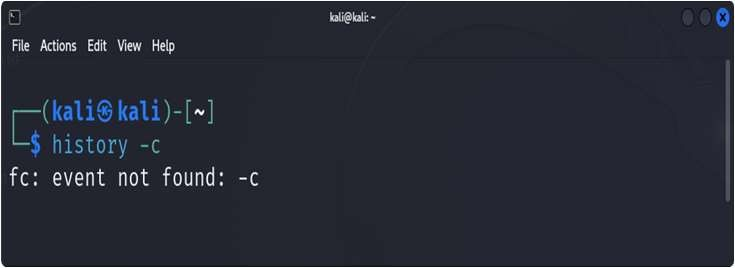 kali@kali: ~
File Actions Edit View Help
┌──(kali㉿kali)-[~]
└─$ history -c
fc: event not found: -c